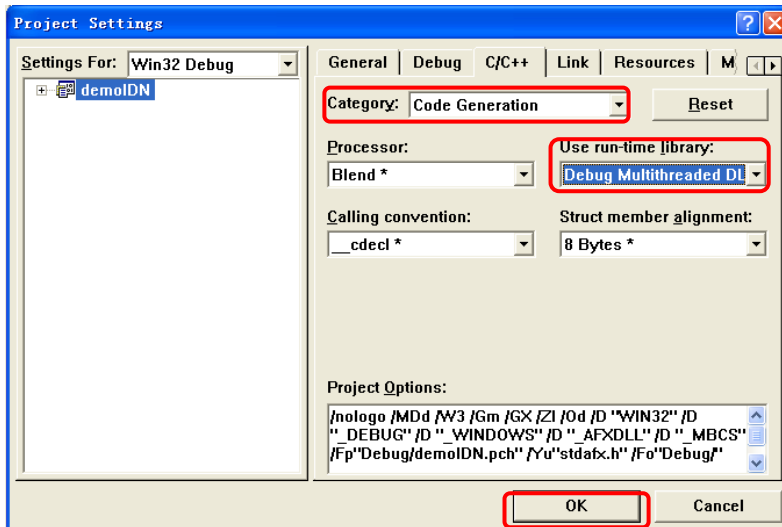 Project Settings
Settings For: Win32 Debug
demoIDN
General Debug C/C++ Link Resources M
Category: Code Generation
Reset
Processor: Use run-time library:
Blend * Debug Multithreaded DL
Calling convention: Struct member alignment:
__cdecl * 8 Bytes *
Project Options:
/nologo /MDd /W3 /Gm /GX /ZI /Od /D "WIN32" /D
"_DEBUG" /D "_WINDOWS" /D "_AFXDLL" /D "_MBCS"
/Fp"Debug/demoIDN.pch" /Yu"stdafx.h" /Fo"Debug/"
OK Cancel